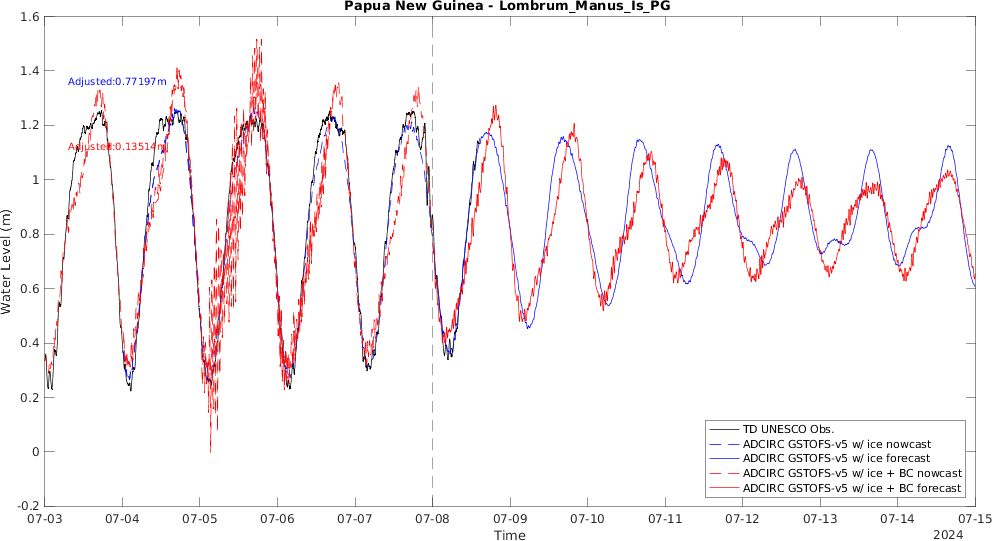 Papua New Guinea - Lombrum_Manus_Is_PG
1.6
1.4
1.2
1
0.8
0.6
0.4
0.2
0
-0.2
Water Level (m)
Adjusted:0.77197m
Adjusted:0.13514m
TD UNESCO Obs.
ADCIRC GSTOFS-v5 w/ ice nowcast
ADCIRC GSTOFS-v5 w/ ice forecast
ADCIRC GSTOFS-v5 w/ ice + BC nowcast
ADCIRC GSTOFS-v5 w/ ice + BC forecast
07-03 07-04 07-05 07-06 07-07 07-08 07-09 07-10 07-11 07-12 07-13 07-14 07-15
Time
2024